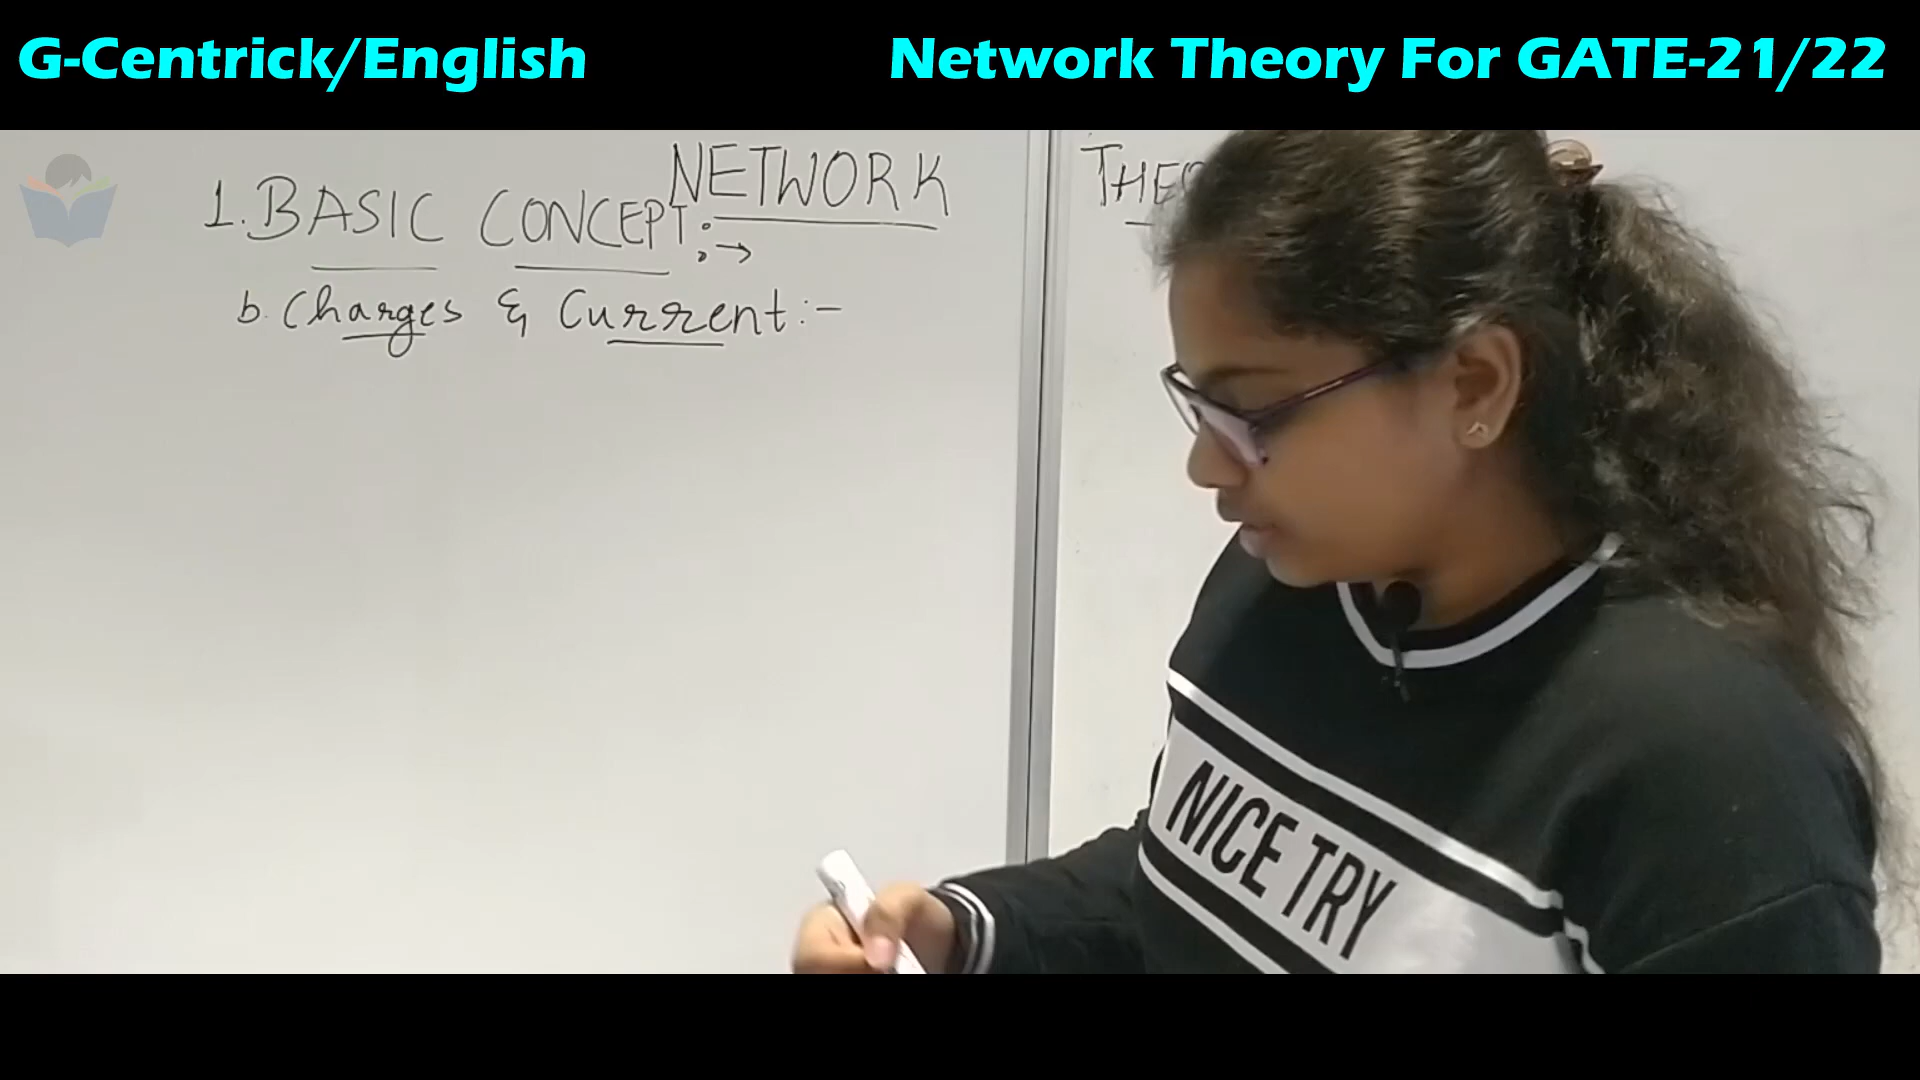 G-Centrick/English
Network Theory For GATE-21/22
NETWORK
1. BASIC CONCEPT :→
b. Charges & Current :-
NICE TRY